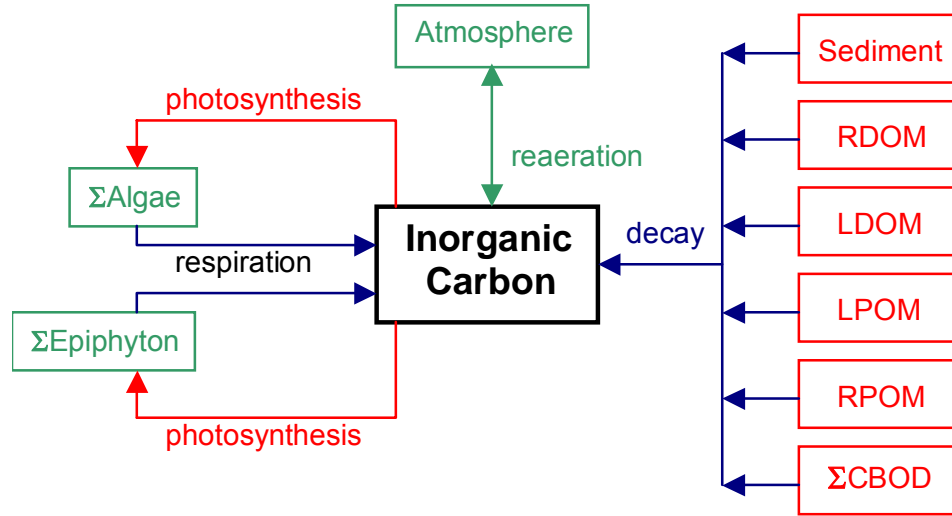 Atmosphere
Sediment
photosynthesis
RDOM
reaeration
ΣAlgae
LDOM
Inorganic
Carbon
decay
respiration
LPOM
ΣEpiphyton
RPOM
photosynthesis
ΣCBOD